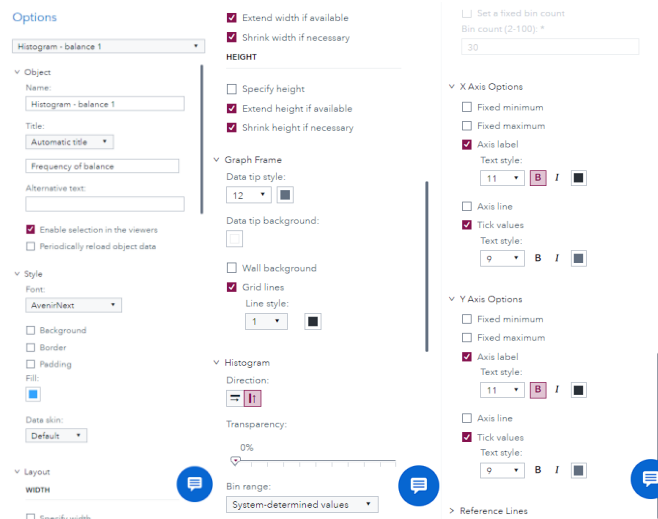 Options
Histogram - balance 1
Object
Name:
Histogram - balance 1
Title:
Automatic title
Frequency of balance
Alternative text:
Enable selection in the viewers
Periodically reload object data
Style
Font:
AvenirNext
Background
Border
Padding
Fill:
Data skin:
Default
Layout
WIDTH
Specify width
Extend width if available
Shrink width if necessary
HEIGHT
Specify height
Extend height if available
Shrink height if necessary
Graph Frame
Data tip style:
12
Data tip background:
Wall background
Grid lines
Line style:
1
Histogram
Direction:
Transparency:
0%
Bin range:
System-determined values
Set a fixed bin count
Bin count (2-100): *
30
X Axis Options
Fixed minimum
Fixed maximum
Axis label
Text style:
11 B I
Axis line
Tick values
Text style:
9 B I
Y Axis Options
Fixed minimum
Fixed maximum
Axis label
Text style:
11 B I
Axis line
Tick values
Text style:
9 B I
Reference Lines